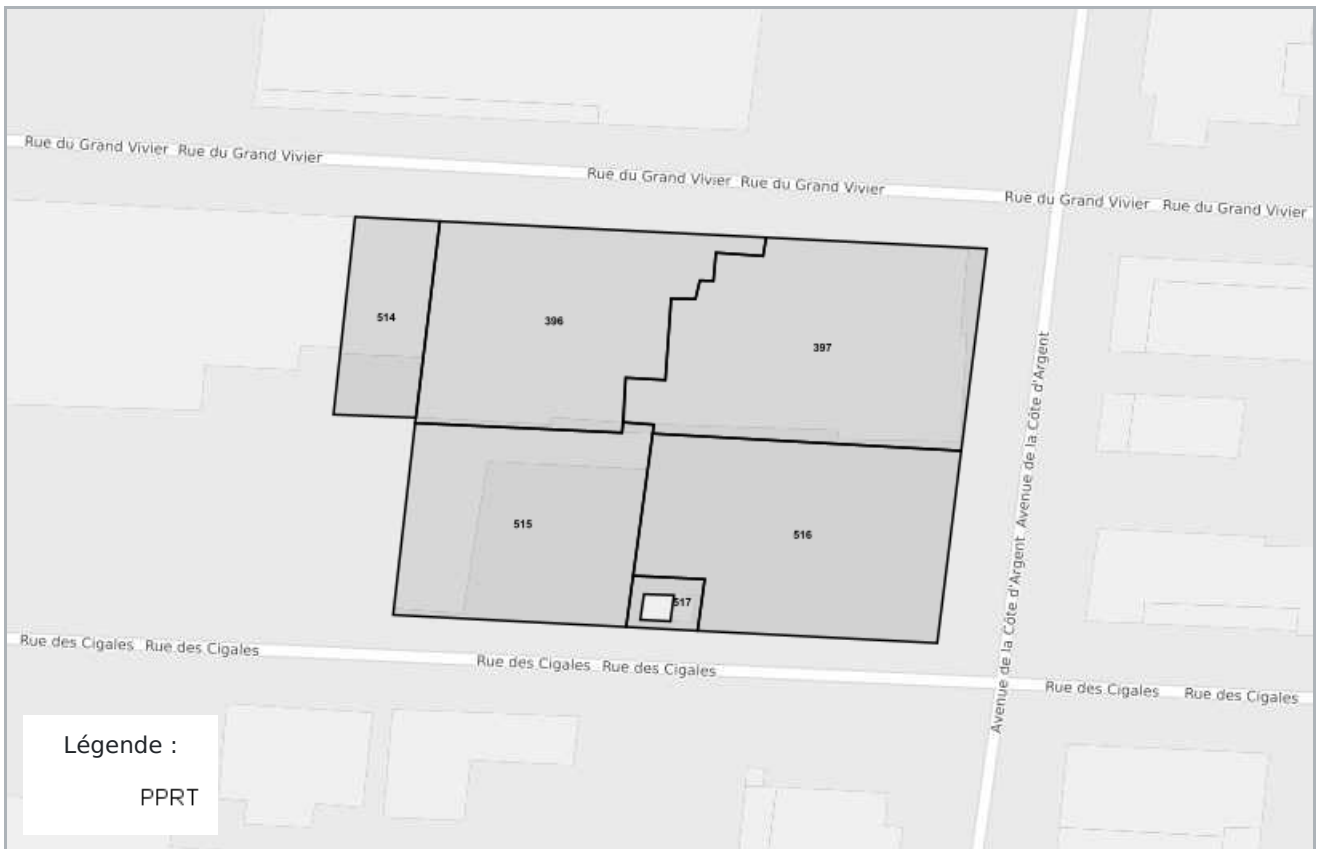 Rue du Grand Vivier Rue du Grand Vivier
Rue du Grand Vivier Rue du Grand Vivier
Rue du Grand Vivier Rue du Grand Vivier
514
396
397
Avenue de la Côte d'Argent Avenue de la Côte d'Argent
515
516
517
Rue des Cigales Rue des Cigales
Rue des Cigales Rue des Cigales
Rue des Cigales Rue des Cigales
Légende :
PPRT